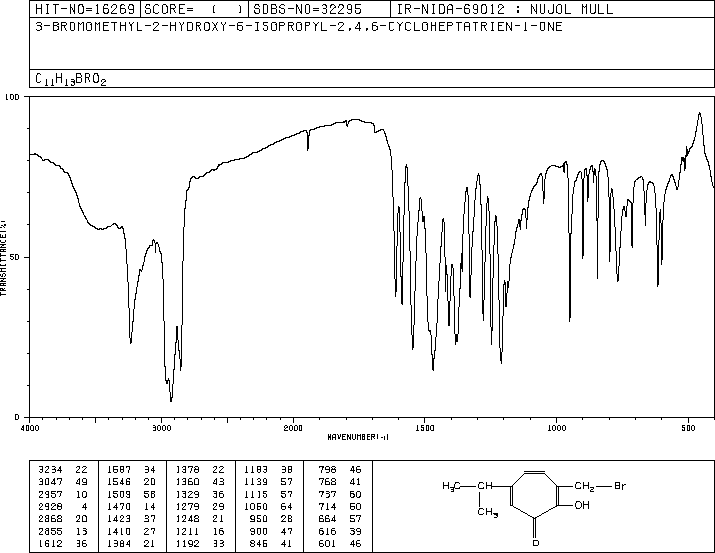 HIT-NO=16269 SCORE= ( ) SDBS-NO=32295 IR-NIDA-69012 : NUJOL MULL
3-BROMOMETHYL-2-HYDROXY-6-ISOPROPYL-2,4,6-CYCLOHEPTATRIEN-1-ONE
C11H13BRO2
100
TRANSMITTANCE(%)
50
0
4000 3000 2000 1500 1000 500
WAVENUMBER(-1)
3234 22 1587 34 1378 22 1183 38 798 46
3047 49 1546 20 1360 43 1139 57 768 41
2957 10 1509 58 1329 36 1115 57 737 60
2928 4 1470 14 1279 29 1050 64 714 50
2868 20 1423 37 1248 21 950 28 664 57
2855 13 1410 27 1211 16 900 47 616 39
1612 36 1384 21 1192 33 846 41 601 46
H3C CH CH2 Br
CH3 OH
O